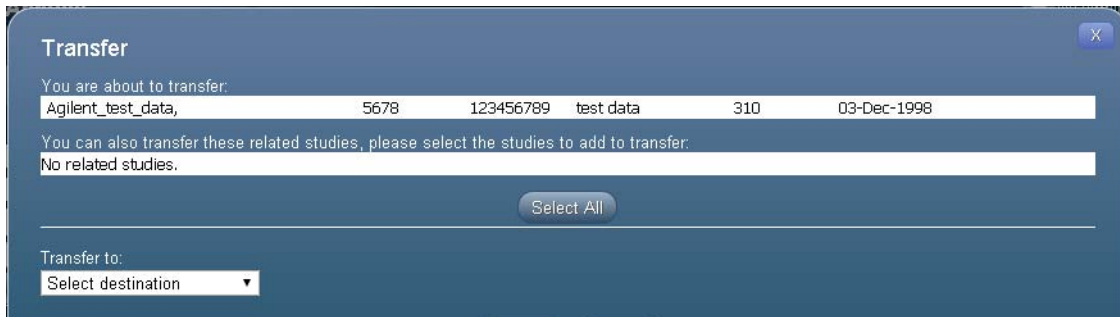 Transfer
X
You are about to transfer:
Agilent_test_data, 5678 123456789 test data 310 03-Dec-1998
You can also transfer these related studies, please select the studies to add to transfer:
No related studies.
Select All
Transfer to:
Select destination